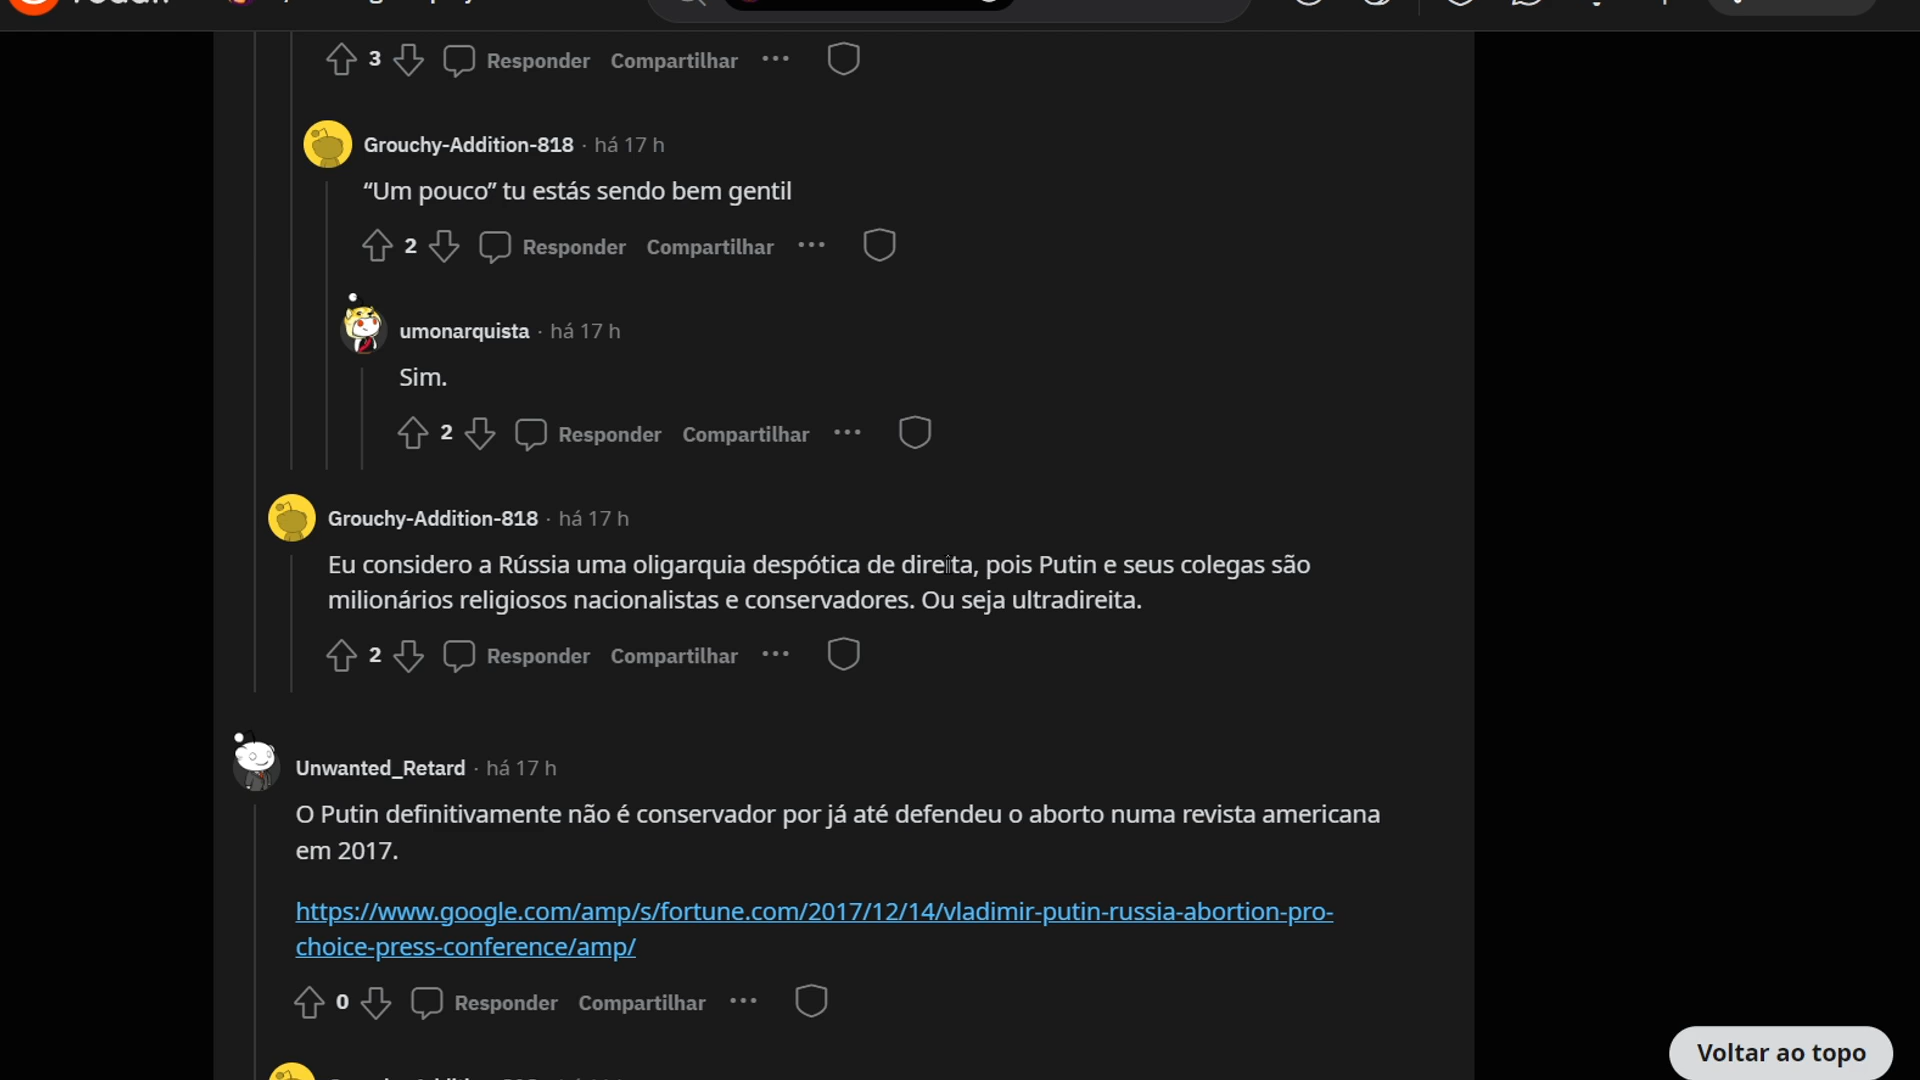 3 Responder Compartilhar
Grouchy-Addition-818 · há 17 h
“Um pouco” tu estás sendo bem gentil
2 Responder Compartilhar
umonarquista · há 17 h
Sim.
2 Responder Compartilhar
Grouchy-Addition-818 · há 17 h
Eu considero a Rússia uma oligarquia despótica de direita, pois Putin e seus colegas são
milionários religiosos nacionalistas e conservadores. Ou seja ultradireita.
2 Responder Compartilhar
Unwanted_Retard · há 17 h
O Putin definitivamente não é conservador por já até defendeu o aborto numa revista americana
em 2017.
https://www.google.com/amp/s/fortune.com/2017/12/14/vladimir-putin-russia-abortion-pro-
choice-press-conference/amp/
0 Responder Compartilhar
Voltar ao topo